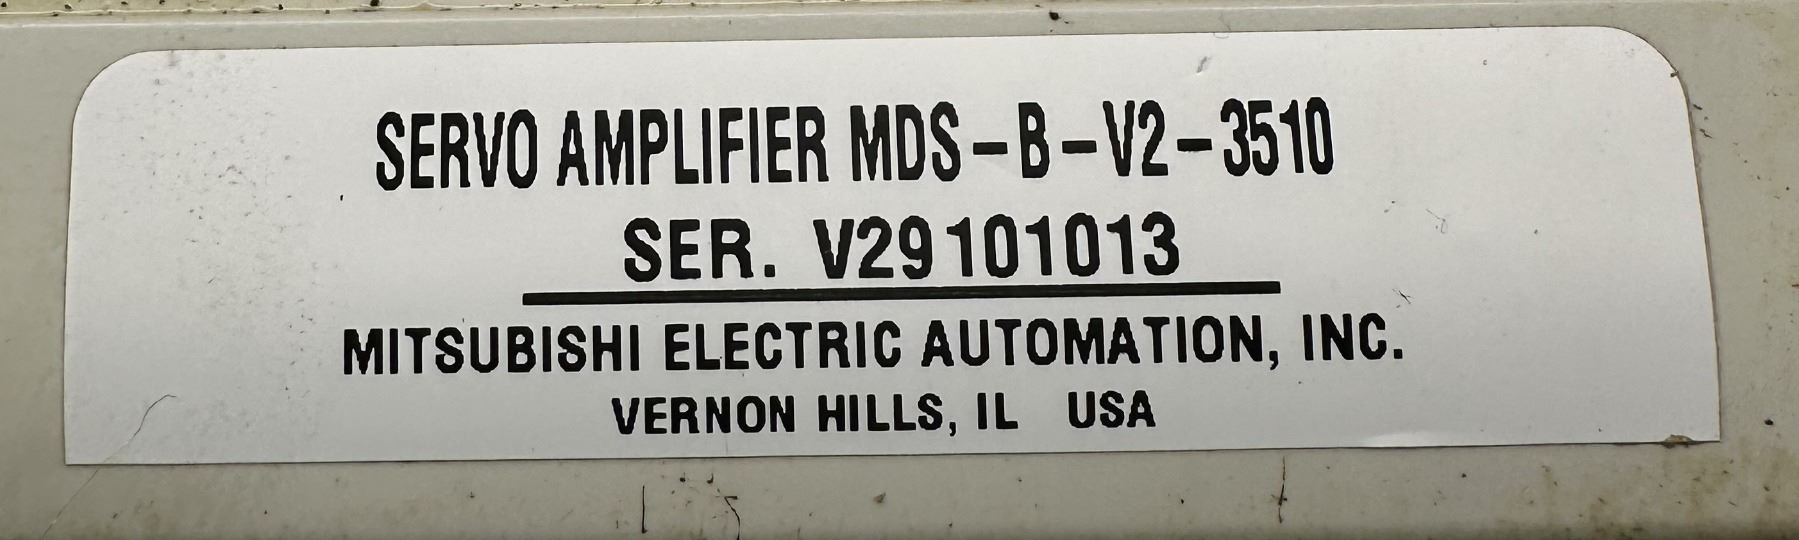 SERVO AMPLIFIER MDS-B-V2-3510
SER. V29101013
MITSUBISHI ELECTRIC AUTOMATION, INC.
VERNON HILLS, IL USA